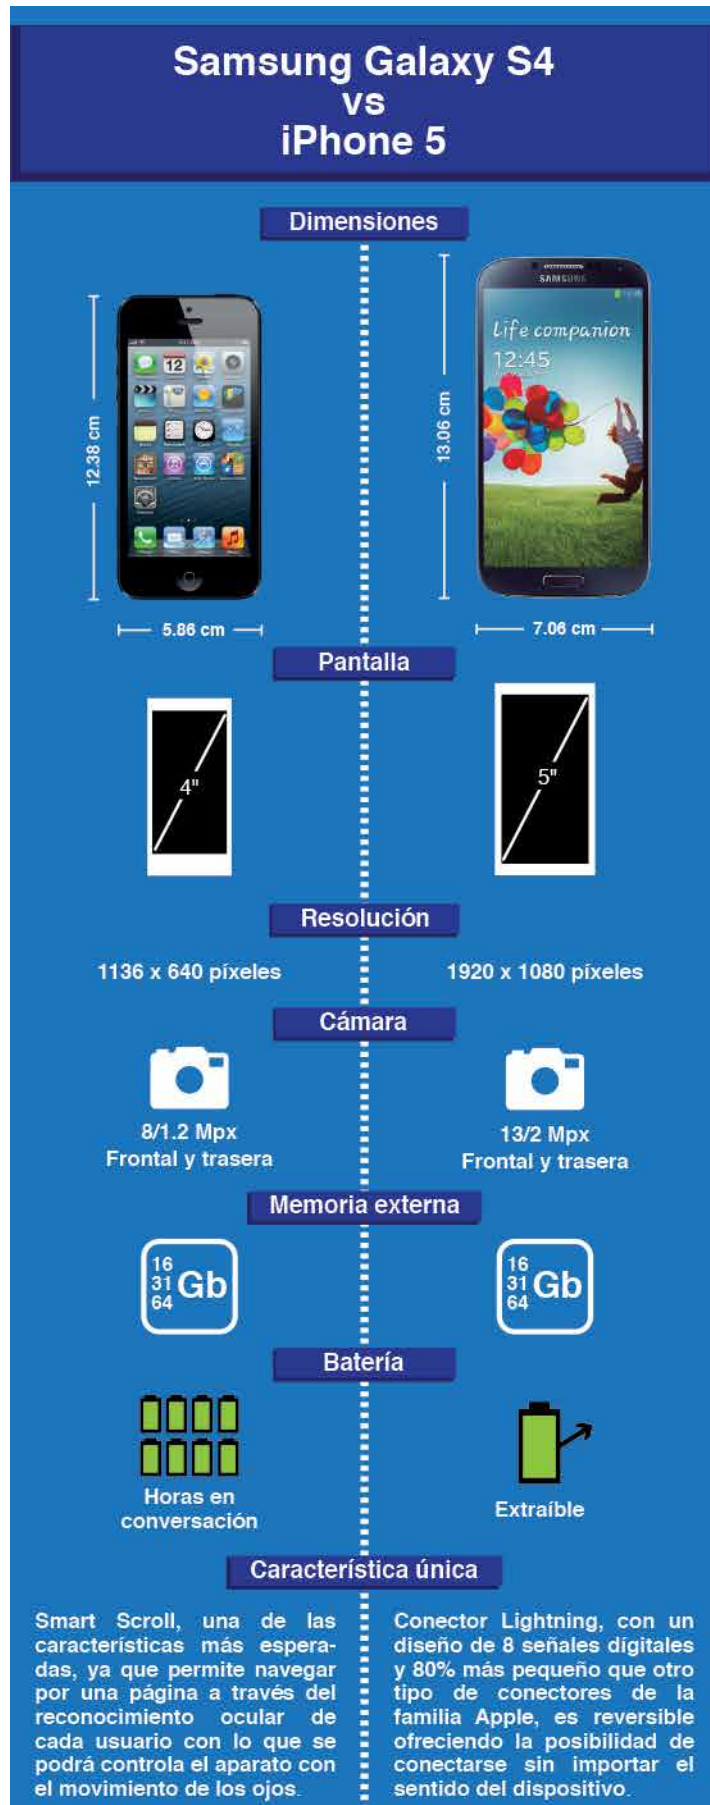 Samsung Galaxy S4
vs
iPhone 5
Dimensiones
12.38 cm
5.86 cm
12
13.06 cm
7.06 cm
SAMSUNG
Life companion
12:45
Pantalla
4"
5"
Resolución
1136 x 640 píxeles
1920 x 1080 píxeles
Cámara
8/1.2 Mpx
Frontal y trasera
13/2 Mpx
Frontal y trasera
Memoria externa
16
31
64
Gb
16
31
64
Gb
Batería
Horas en
conversación
Extraíble
Característica única
Smart Scroll, una de las
características más espera-
das, ya que permite navegar
por una página a través del
reconocimiento ocular de
cada usuario con lo que se
podrá controla el aparato con
el movimiento de los ojos.
Conector Lightning, con un
diseño de 8 señales dígitales
y 80% más pequeño que otro
tipo de conectores de la
familia Apple, es reversible
ofreciendo la posibilidad de
conectarse sin importar el
sentido del dispositivo.